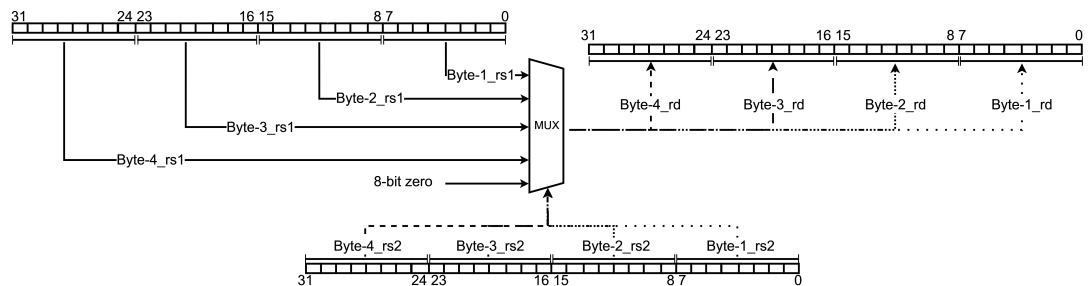 31 24 23 16 15 8 7 0
31 24 23 16 15 8 7 0
Byte-1_rs1
Byte-2_rs1
Byte-4_rd Byte-3_rd Byte-2_rd Byte-1_rd
Byte-3_rs1
MUX
Byte-4_rs1
8-bit zero
Byte-4_rs2 Byte-3_rs2 Byte-2_rs2 Byte-1_rs2
31 24 23 16 15 8 7 0